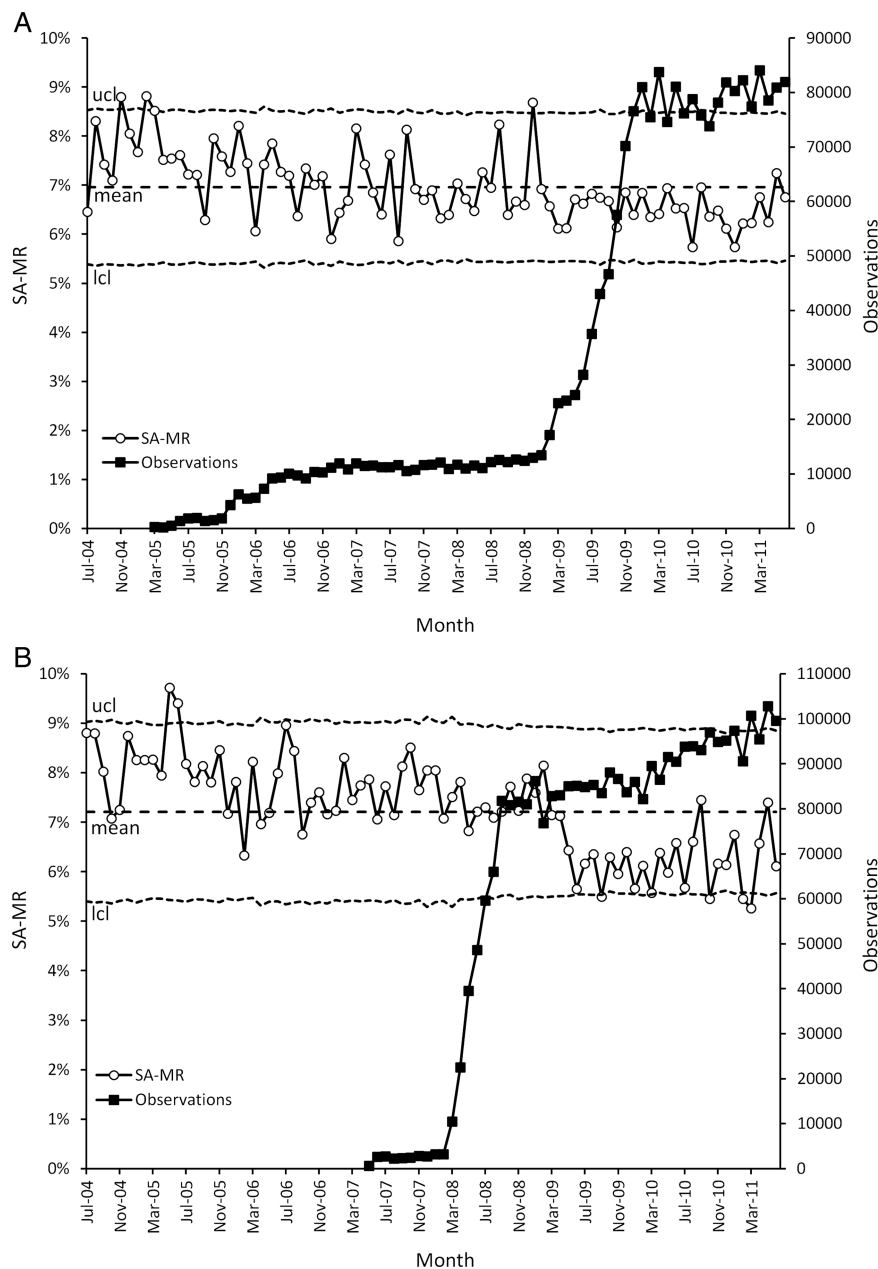 A
10%
9%
8%
7%
6%
5%
4%
3%
2%
1%
0%
SA-MR
ucl
mean
lcl
SA-MR
Observations
90000
80000
70000
60000
50000
40000
30000
20000
10000
0
Observations
Jul-04
Nov-04
Mar-05
Jul-05
Nov-05
Mar-06
Jul-06
Nov-06
Mar-07
Jul-07
Nov-07
Mar-08
Jul-08
Nov-08
Mar-09
Jul-09
Nov-09
Mar-10
Jul-10
Nov-10
Mar-11
Month
B
10%
9%
8%
7%
6%
5%
4%
3%
2%
1%
0%
SA-MR
ucl
mean
lcl
SA-MR
Observations
110000
100000
90000
80000
70000
60000
50000
40000
30000
20000
10000
0
Observations
Jul-04
Nov-04
Mar-05
Jul-05
Nov-05
Mar-06
Jul-06
Nov-06
Mar-07
Jul-07
Nov-07
Mar-08
Jul-08
Nov-08
Mar-09
Jul-09
Nov-09
Mar-10
Jul-10
Nov-10
Mar-11
Month